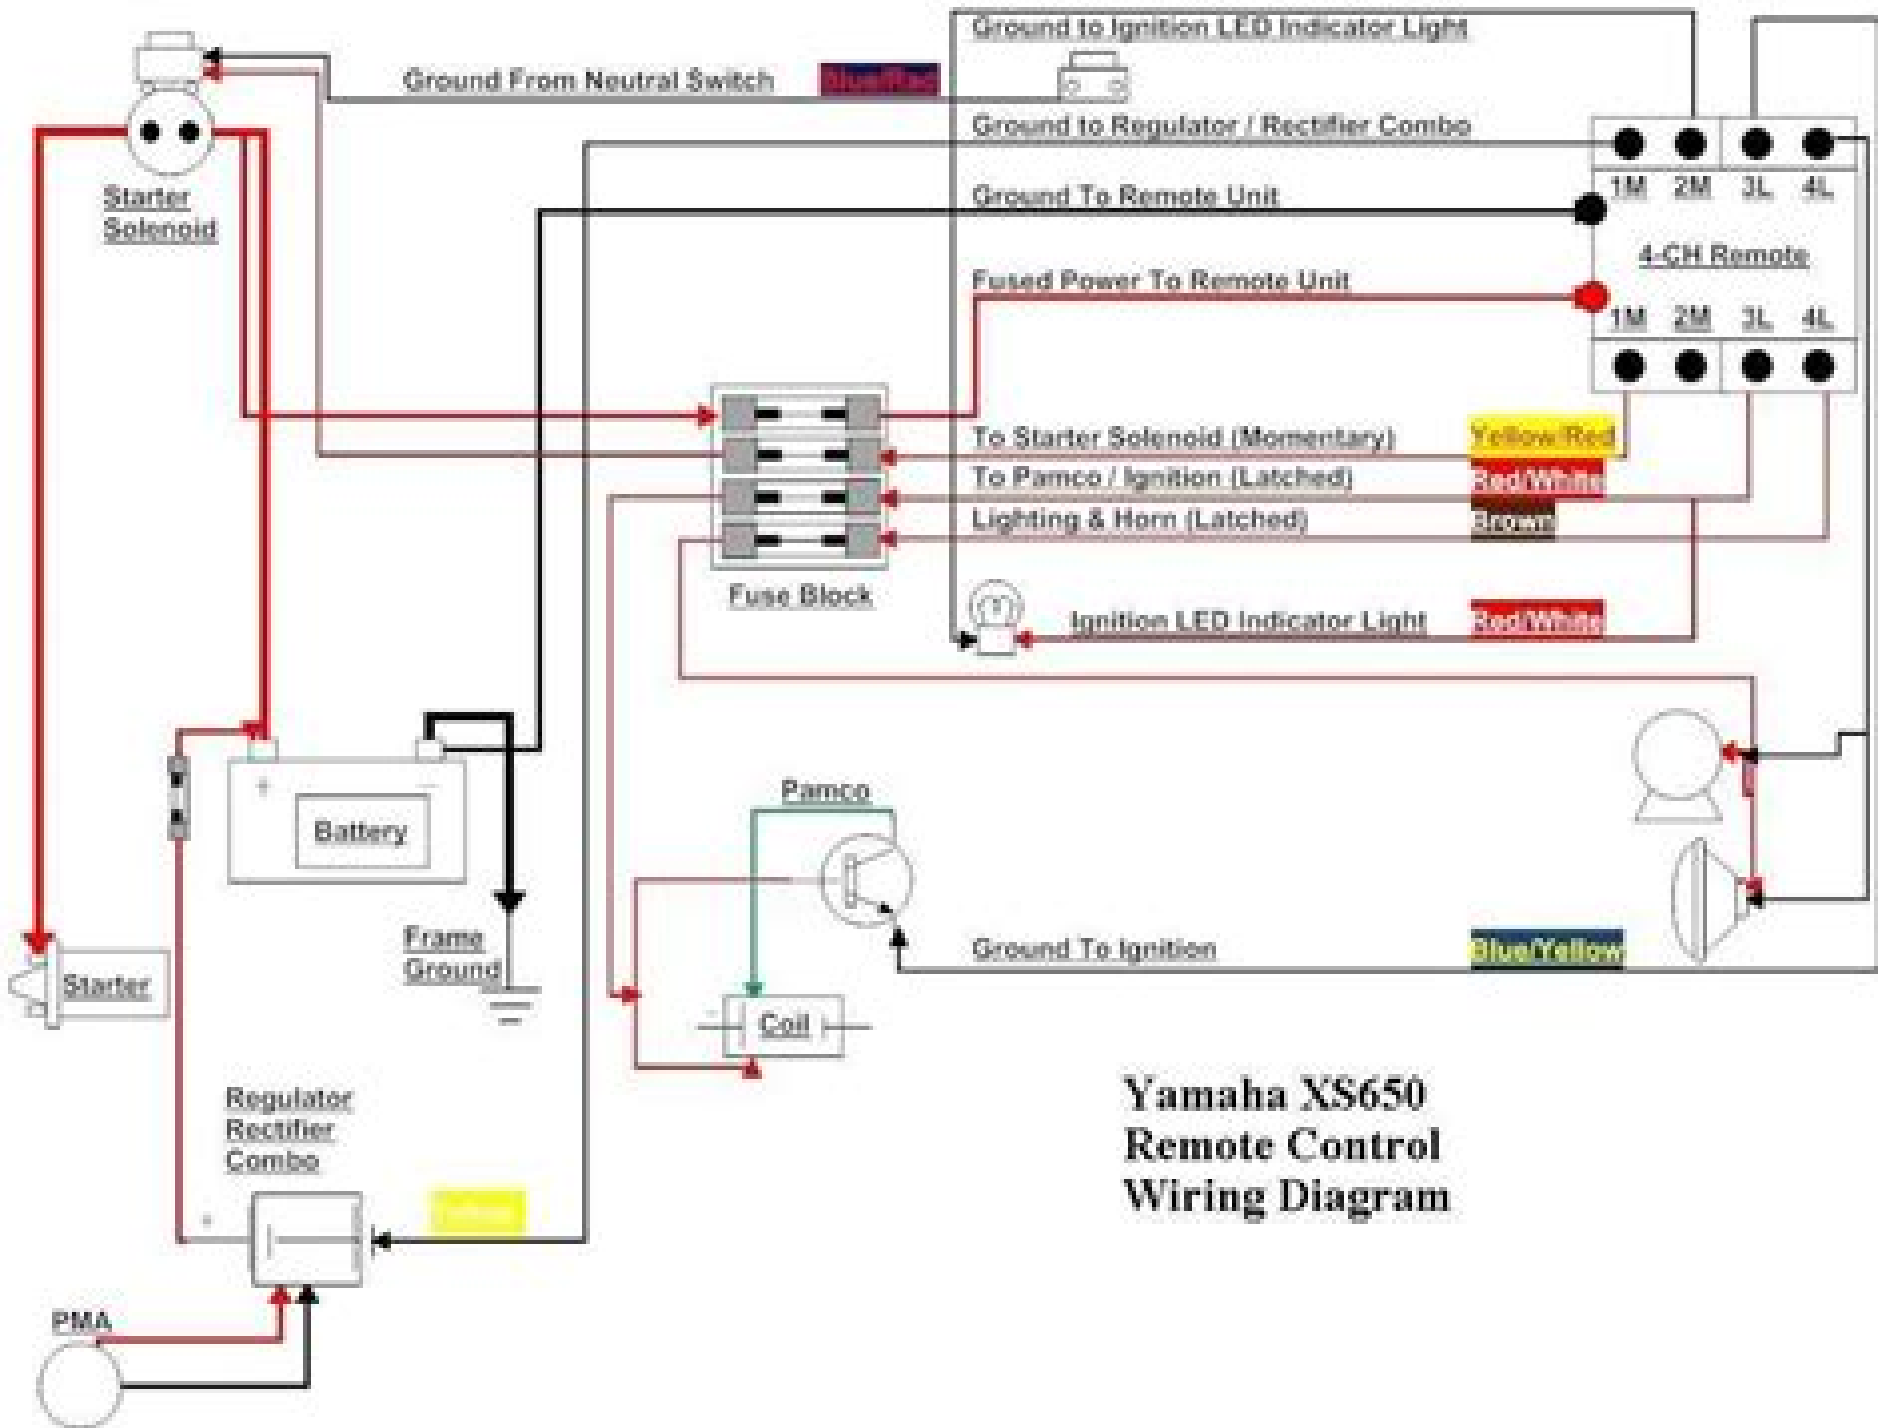 Ground to Ignition LED Indicator Light
Ground From Neutral Switch
Blue/Red
Ground to Regulator / Rectifier Combo
1M 2M 3L 4L
Starter
Solenoid
Ground To Remote Unit
4-CH Remote
Fused Power To Remote Unit
1M 2M 3L 4L
To Starter Solenoid (Momentary)
Yellow/Red
To Pamco / Ignition (Latched)
Red/White
Lighting & Horn (Latched)
Brown
Fuse Block
Ignition LED Indicator Light
Red/White
+ −
Battery
Pamco
Frame
Ground
Ground To Ignition
Blue/Yellow
Starter
Coil
Regulator
Rectifier
Combo
Yamaha XS650
Remote Control
Wiring Diagram
+
PMA